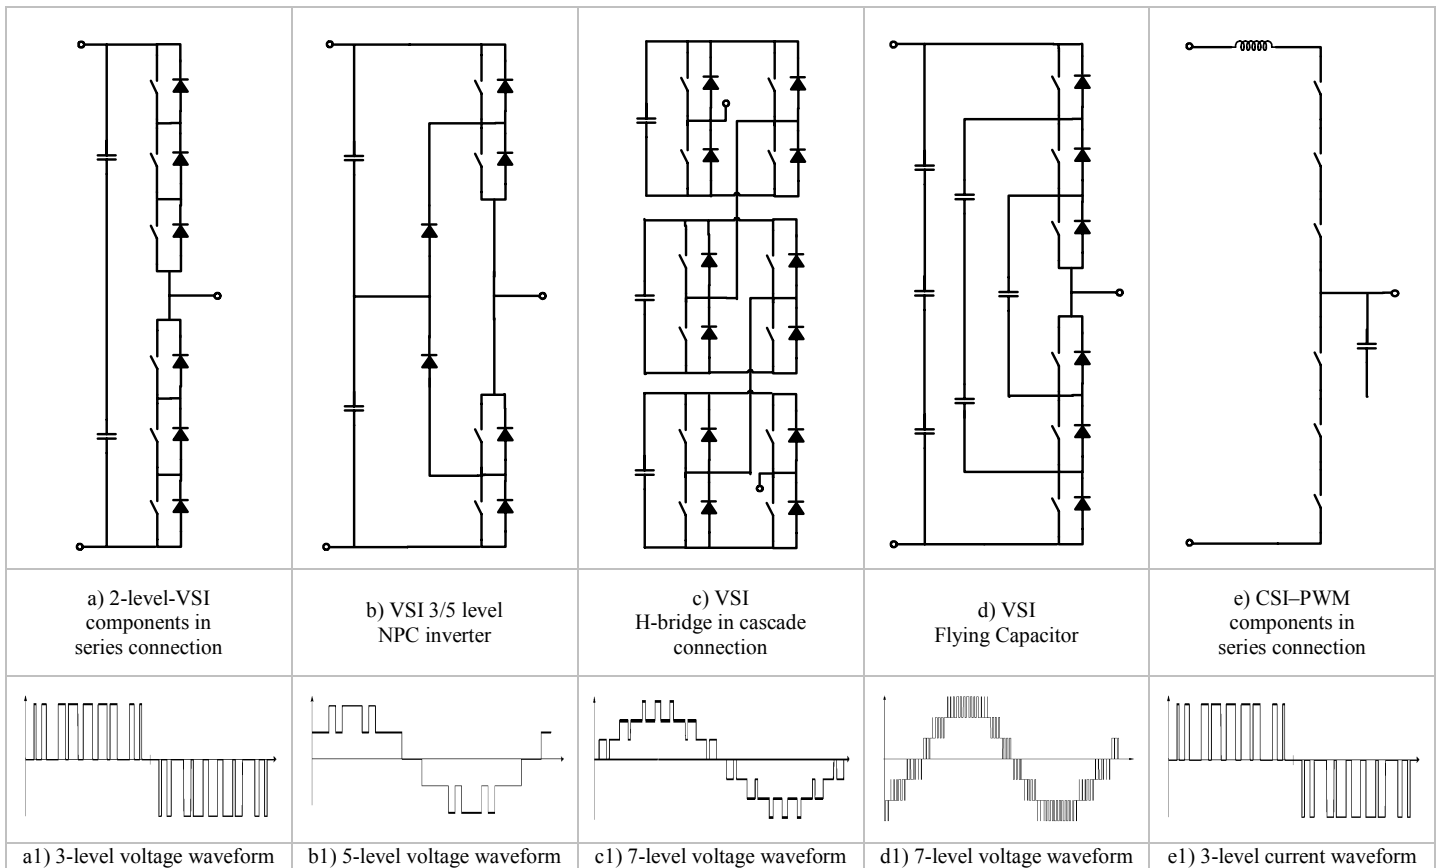 a) 2-level-VSI
components in
series connection
b) VSI 3/5 level
NPC inverter
c) VSI
H-bridge in cascade
connection
d) VSI
Flying Capacitor
e) CSI–PWM
components in
series connection
a1) 3-level voltage waveform
b1) 5-level voltage waveform
c1) 7-level voltage waveform
d1) 7-level voltage waveform
e1) 3-level current waveform